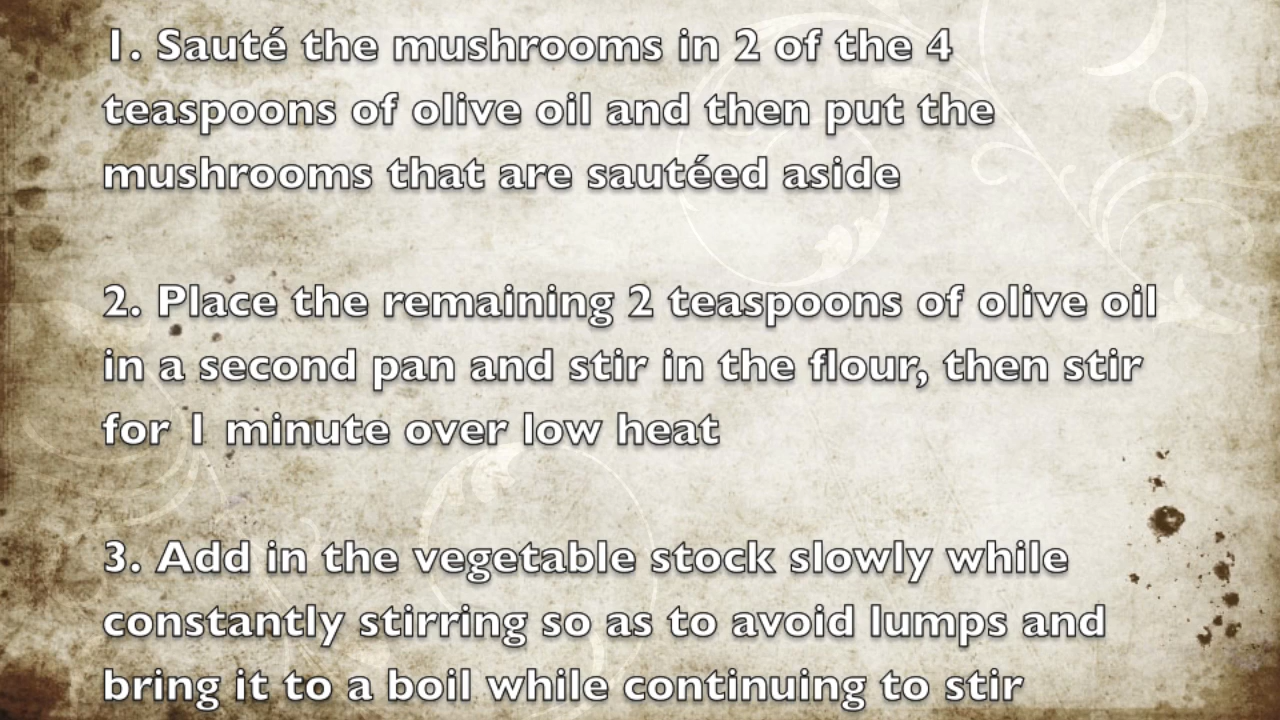 1. Sauté the mushrooms in 2 of the 4
teaspoons of olive oil and then put the
mushrooms that are sautéed aside
2. Place the remaining 2 teaspoons of olive oil
in a second pan and stir in the flour, then stir
for 1 minute over low heat
3. Add in the vegetable stock slowly while
constantly stirring so as to avoid lumps and
bring it to a boil while continuing to stir